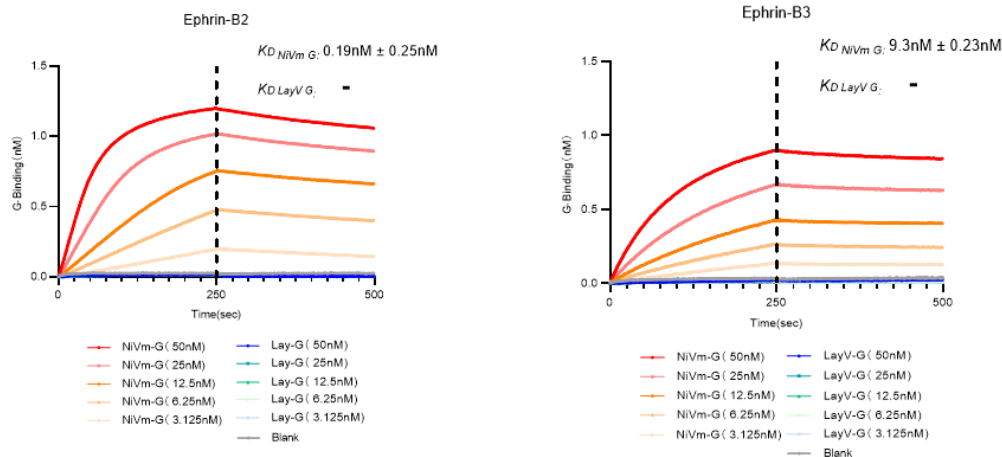 Ephrin-B2
KD NiVm G: 0.19nM ± 0.25nM
KD LayV G: -
1.5
1.0
0.5
0.0
G-Binding(nM)
0
250
500
Time(sec)
NiVm-G( 50nM)
NiVm-G( 25nM)
NiVm-G( 12.5nM)
NiVm-G( 6.25nM)
NiVm-G( 3.125nM)
Lay-G( 50nM)
Lay-G( 25nM)
Lay-G( 12.5nM)
Lay-G( 6.25nM)
Lay-G( 3.125nM)
Blank
Ephrin-B3
KD NiVm G: 9.3nM ± 0.23nM
KD LayV G: -
1.5
1.0
0.5
0.0
G-Binding(nM)
0
250
500
Time(sec)
NiVm-G( 50nM)
NiVm-G( 25nM)
NiVm-G( 12.5nM)
NiVm-G( 6.25nM)
NiVm-G( 3.125nM)
LayV-G( 50nM)
LayV-G( 25nM)
LayV-G( 12.5nM)
LayV-G( 6.25nM)
LayV-G( 3.125nM)
Blank